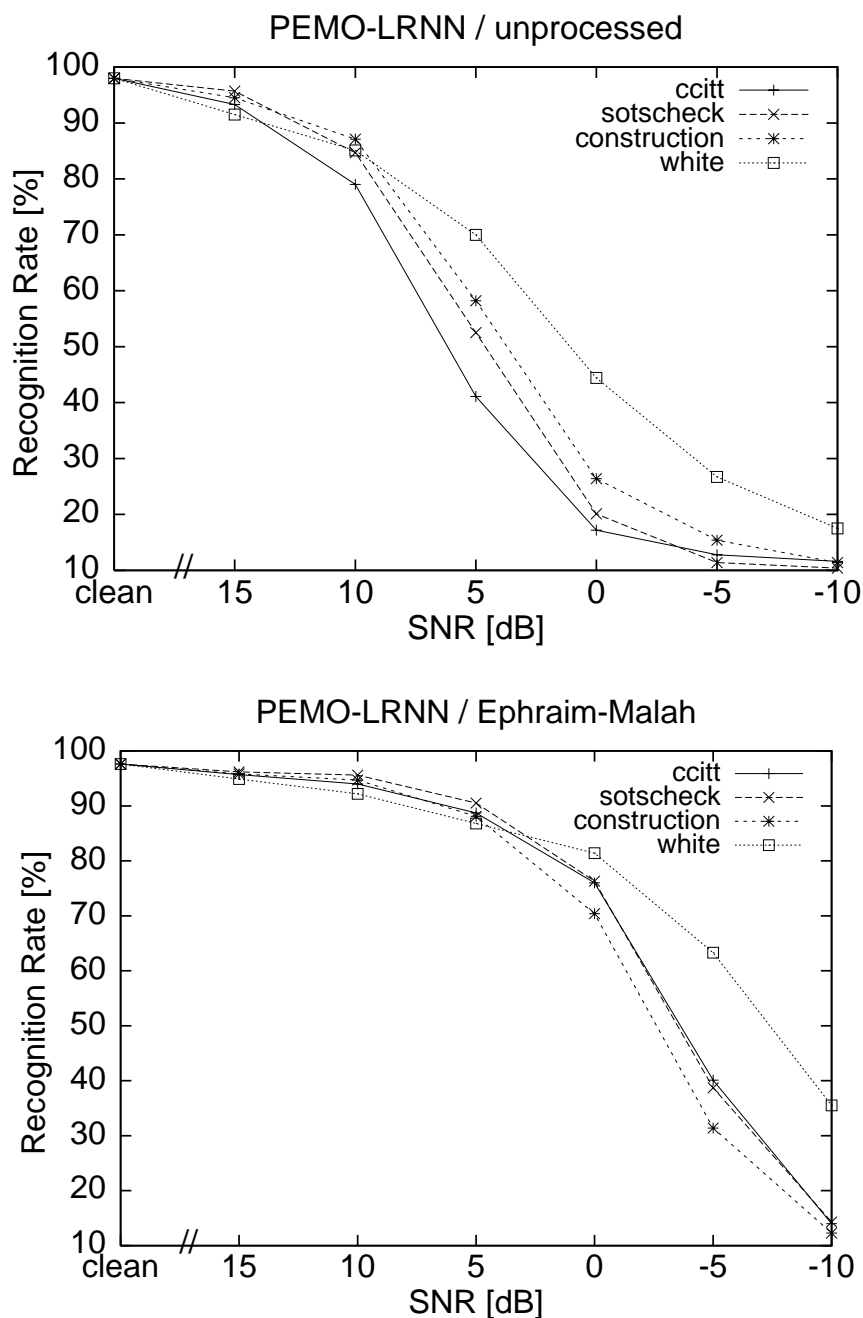 PEMO-LRNN / unprocessed
100
90
80
70
60
50
40
30
20
10
Recognition Rate [%]
ccitt
sotscheck
construction
white
clean // 15 10 5 0 -5 -10
SNR [dB]
PEMO-LRNN / Ephraim-Malah
100
90
80
70
60
50
40
30
20
10
Recognition Rate [%]
ccitt
sotscheck
construction
white
clean // 15 10 5 0 -5 -10
SNR [dB]